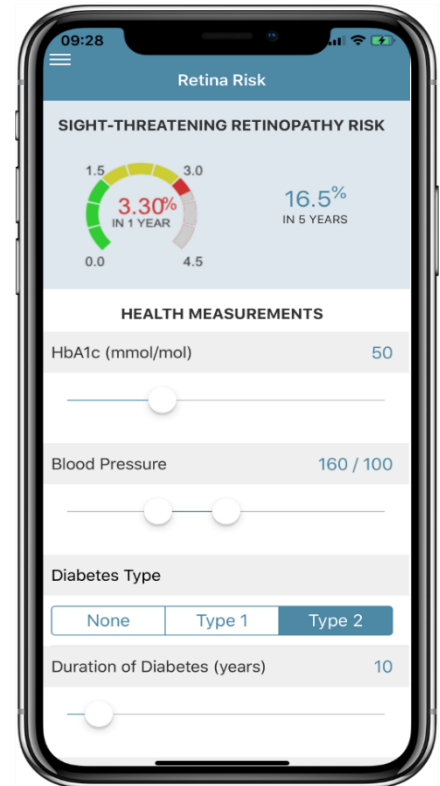 09:28
Retina Risk
SIGHT-THREATENING RETINOPATHY RISK
1.5
3.0
3.30%
IN 1 YEAR
0.0
4.5
16.5%
IN 5 YEARS
HEALTH MEASUREMENTS
HbA1c (mmol/mol) 50
Blood Pressure 160 / 100
Diabetes Type
None Type 1 Type 2
Duration of Diabetes (years) 10